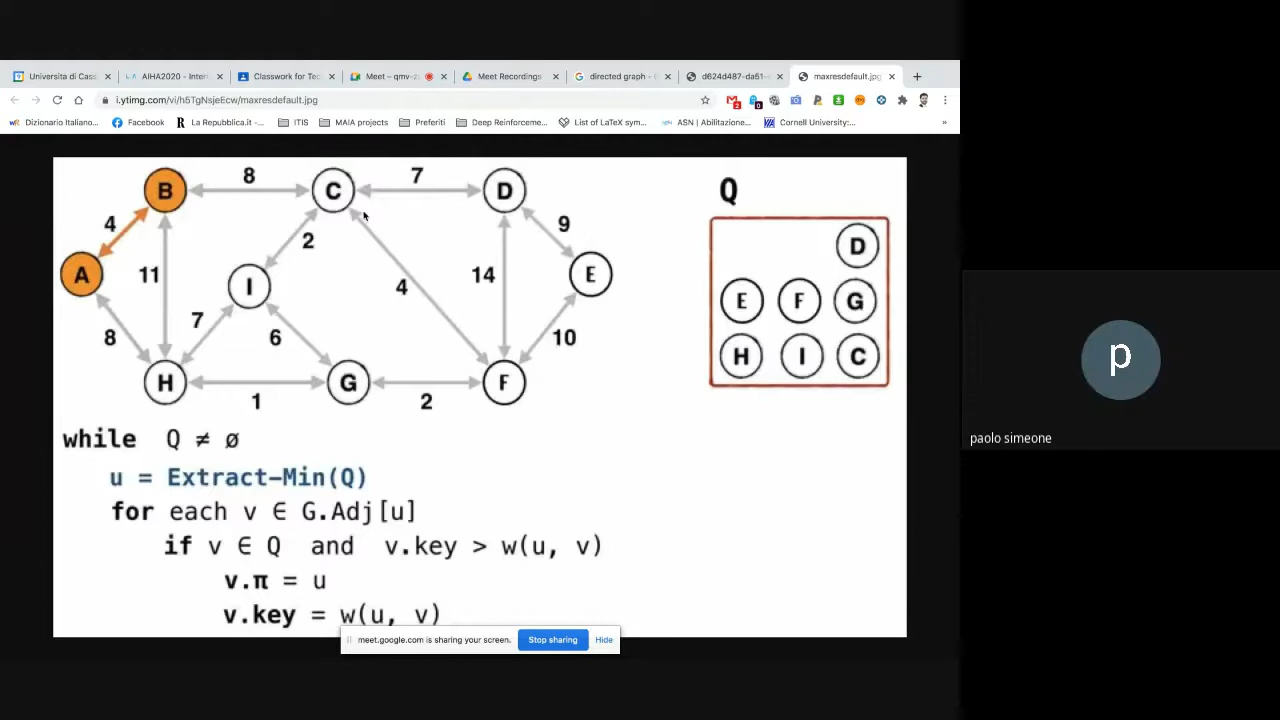 Universita di Cass
AIHA2020 - Intern
Classwork for Tec
Meet – qmv-z
Meet Recordings
directed graph - G
d624d487-da51-
maxresdefault.jpg
i.ytimg.com/vi/h5TgNsjeEcw/maxresdefault.jpg
Dizionario Italiano...
Facebook
La Repubblica.it -...
ITIS
MAIA projects
Preferiti
Deep Reinforceme...
List of LaTeX sym...
ASN | Abilitazione...
Cornell University:...
»
B 8 C 7 D
Q
4 2 9
D
A 11 I 4 14 E
E F G
8 7 6 10
H I C
H 1 G 2 F
while Q ≠ ø
u = Extract-Min(Q)
for each v ∈ G.Adj[u]
if v ∈ Q and v.key > w(u, v)
v.π = u
v.key = w(u, v)
meet.google.com is sharing your screen.
Stop sharing
Hide
p
paolo simeone